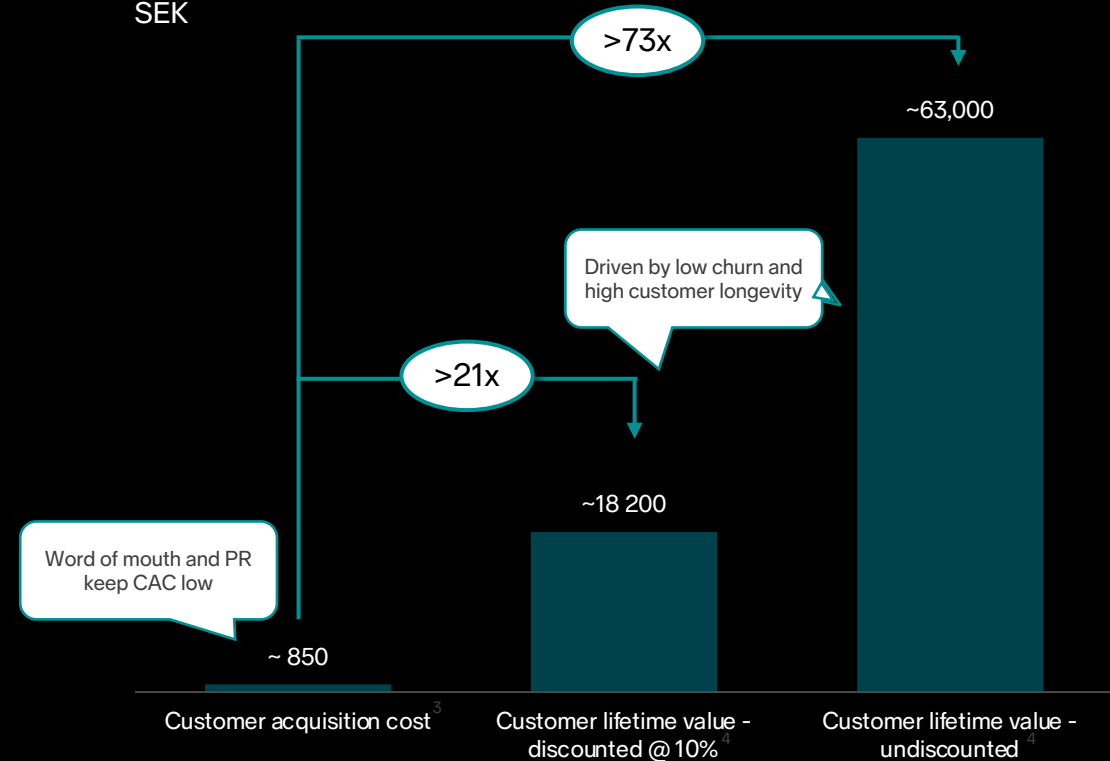 SEK
>73x
~63,000
Driven by low churn and
high customer longevity
>21x
~18 200
Word of mouth and PR
keep CAC low
~ 850
Customer acquisition cost 3
Customer lifetime value -
discounted @ 10% 4
Customer lifetime value -
undiscounted 4